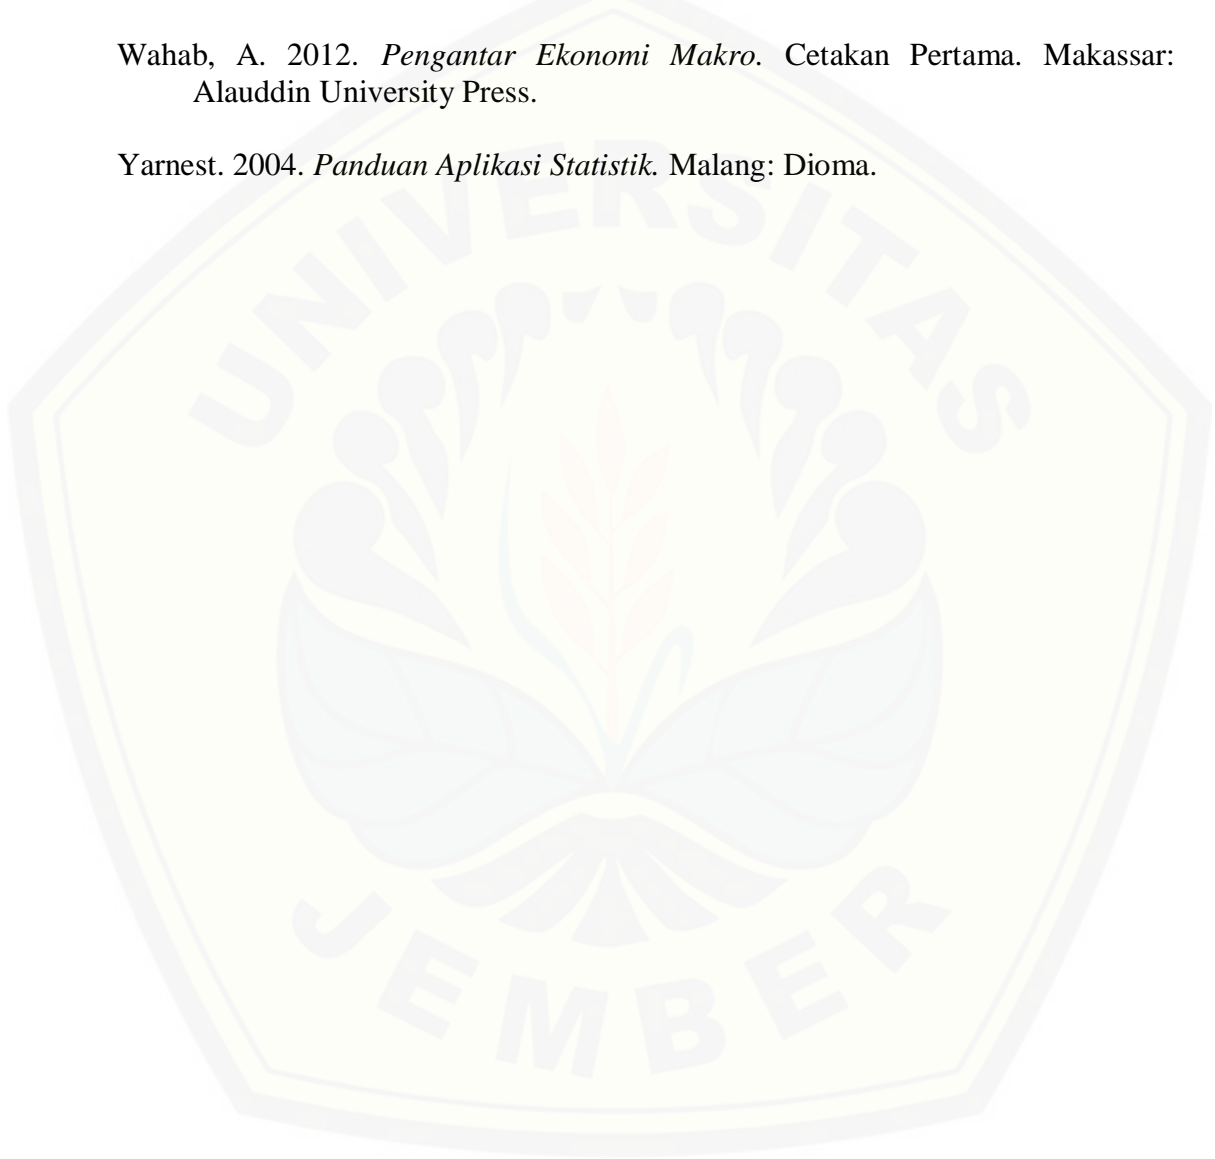 Wahab, A. 2012. Pengantar Ekonomi Makro. Cetakan Pertama. Makassar:
Alauddin University Press.
Yarnest. 2004. Panduan Aplikasi Statistik. Malang: Dioma.
UNIVERSITAS
JEMBER